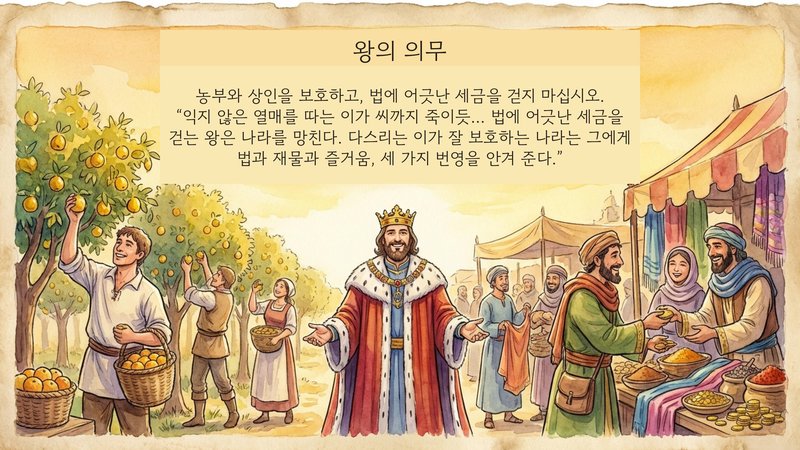 왕의 의무
농부와 상인을 보호하고, 법에 어긋난 세금을 걷지 마십시오.
“익지 않은 열매를 따는 이가 씨까지 죽이듯... 법에 어긋난 세금을
걷는 왕은 나라를 망친다. 다스리는 이가 잘 보호하는 나라는 그에게
법과 재물과 즐거움, 세 가지 번영을 안겨 준다.”